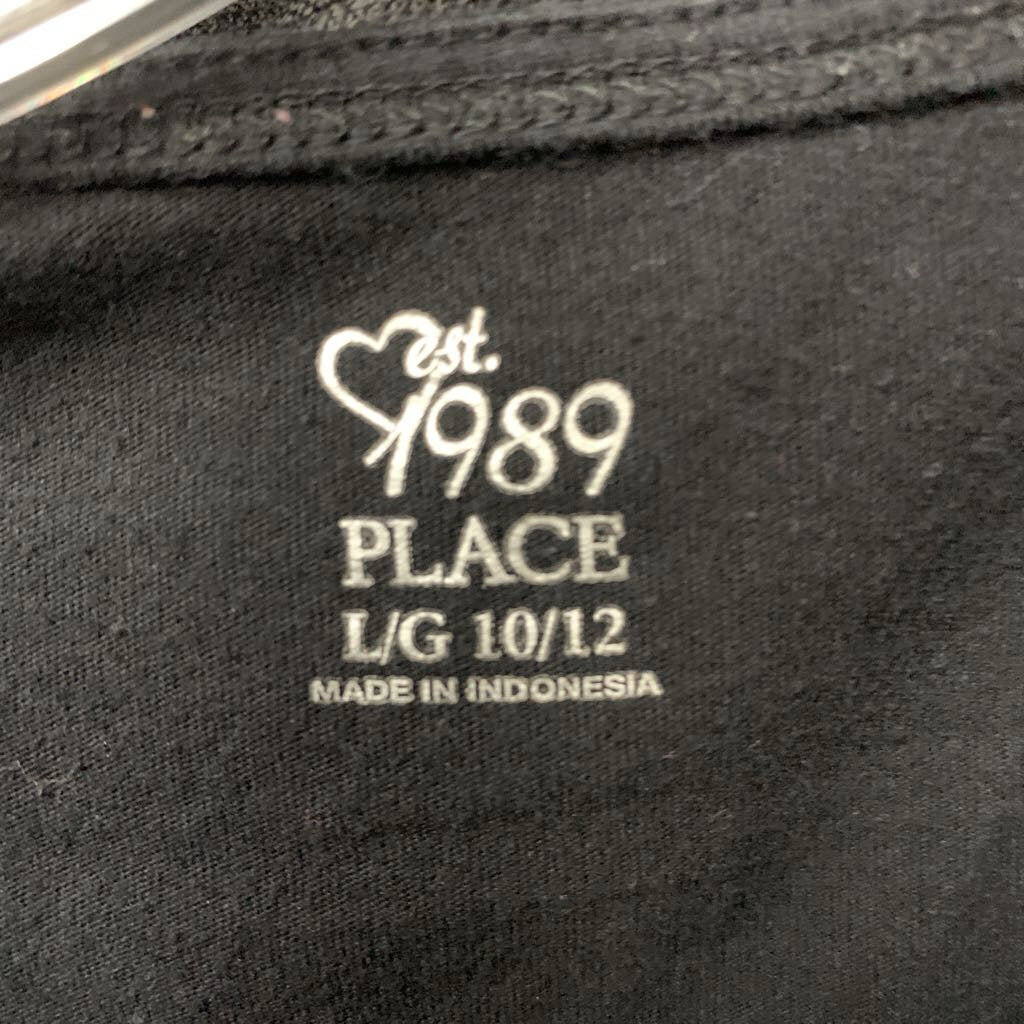 est.
1989
PLACE
L/G 10/12
MADE IN INDONESIA